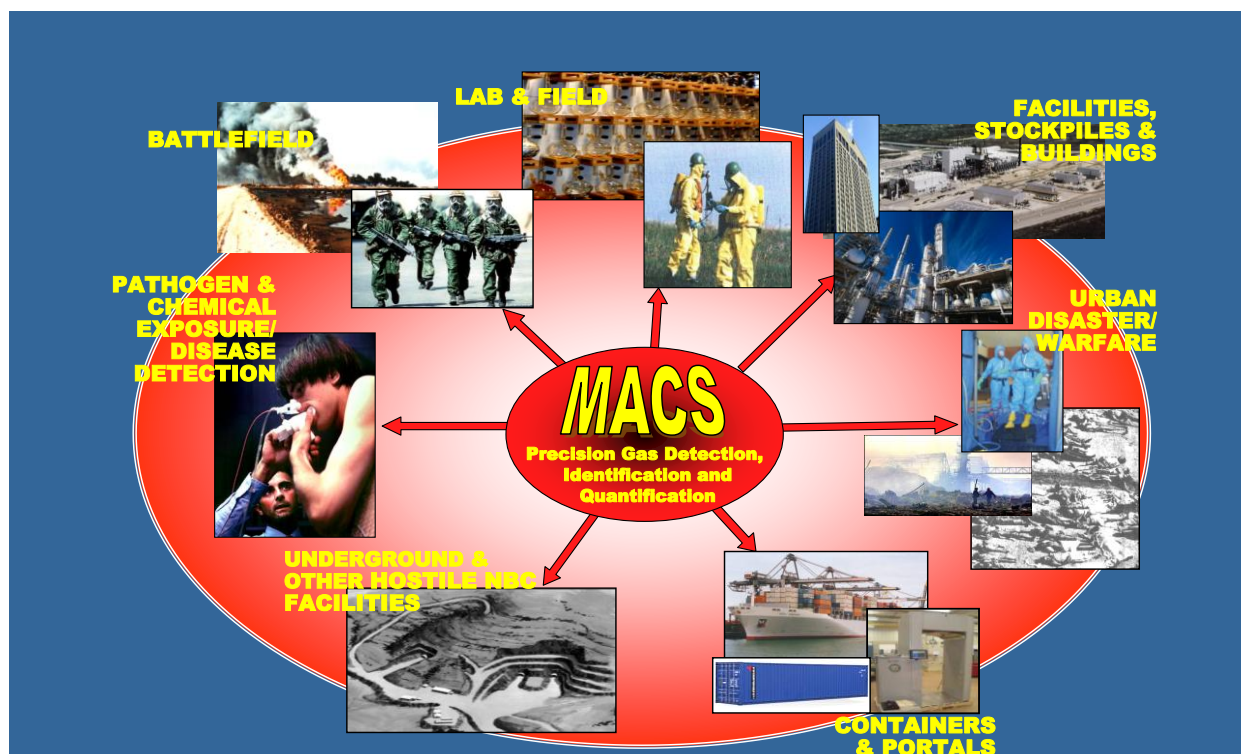 LAB & FIELD
BATTLEFIELD
FACILITIES,
STOCKPILES &
BUILDINGS
PATHOGEN &
CHEMICAL
EXPOSURE/
DISEASE
DETECTION
URBAN
DISASTER/
WARFARE
MACS
Precision Gas Detection,
Identification and
Quantification
UNDERGROUND &
OTHER HOSTILE NBC
FACILITIES
CONTAINERS
& PORTALS